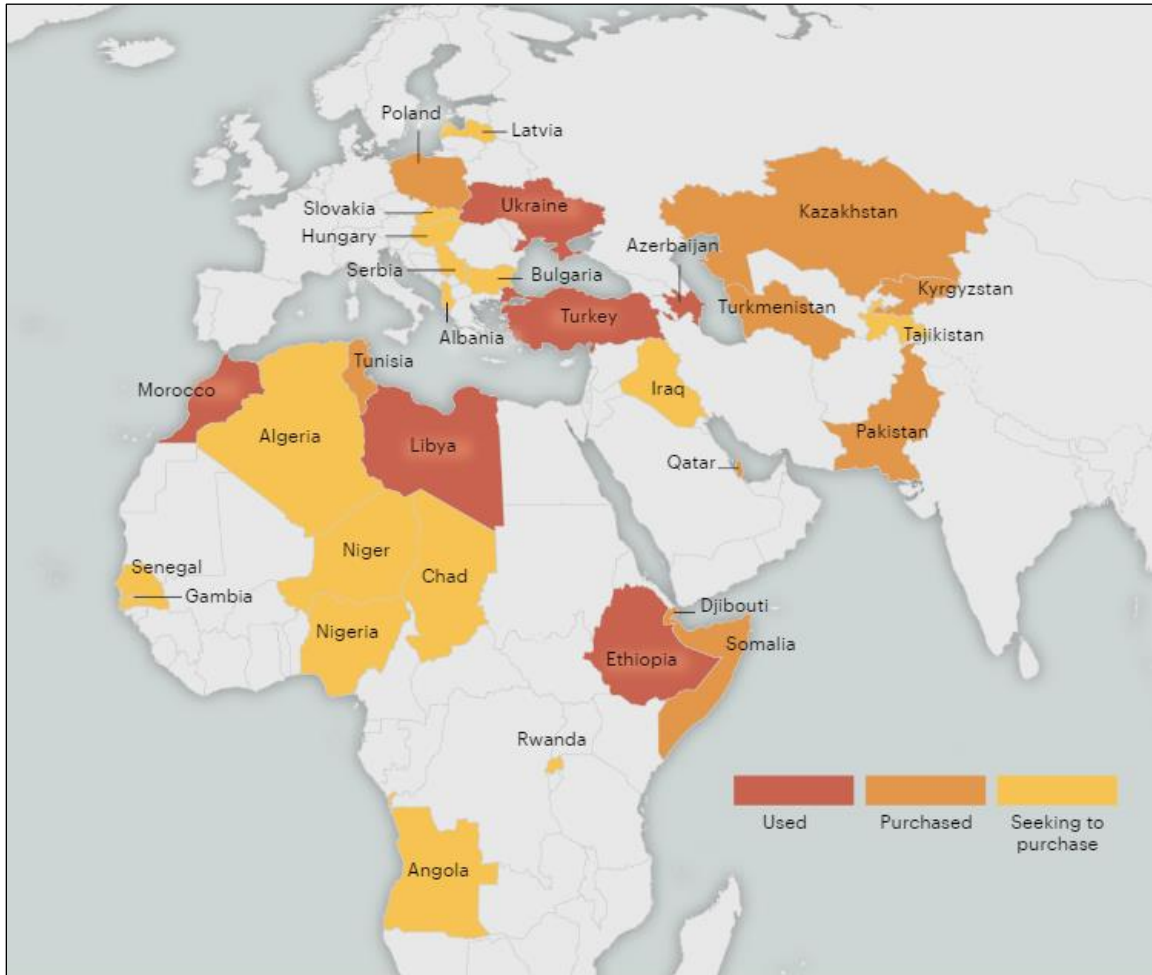 Poland
Latvia
Slovakia
Ukraine
Kazakhstan
Hungary
Azerbaijan
Serbia
Bulgaria
Kyrgyzstan
Turkmenistan
Turkey
Albania
Tajikistan
Tunisia
Morocco
Iraq
Algeria
Libya
Pakistan
Qatar
Niger
Senegal
Chad
Gambia
Djibouti
Nigeria
Somalia
Ethiopia
Rwanda
Used
Purchased
Seeking to
purchase
Angola